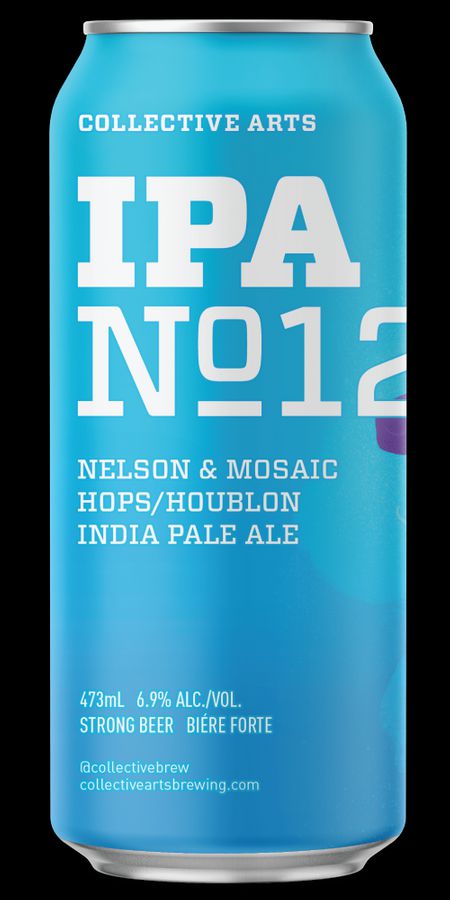 COLLECTIVE ARTS
IPA
No12
NELSON & MOSAIC
HOPS/HOUBLON
INDIA PALE ALE
473mL 6.9% ALC./VOL.
STRONG BEER BIÉRE FORTE
@collectivebrew
collectiveartsbrewing.com